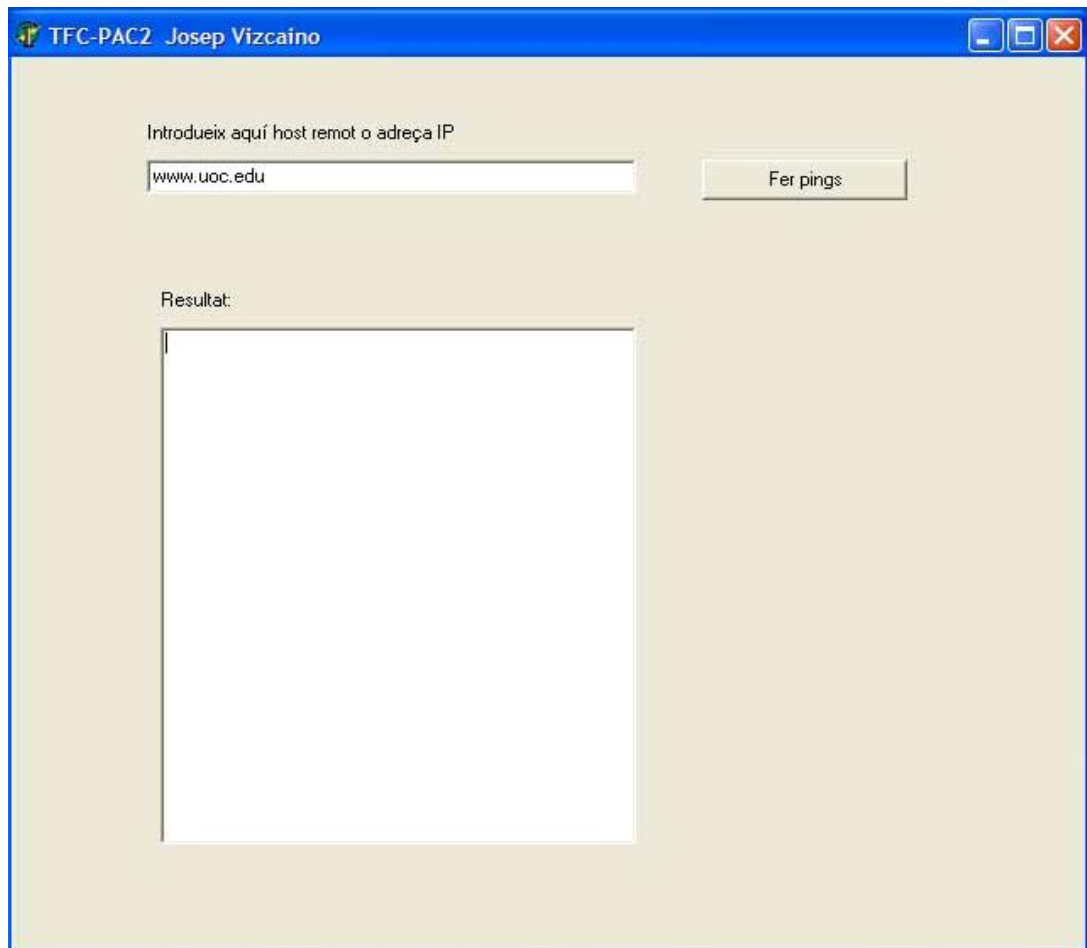 TFC-PAC2 Josep Vizcaino
Introdueix aquí host remot o adreça IP
www.uoc.edu
Fer pings
Resultat: